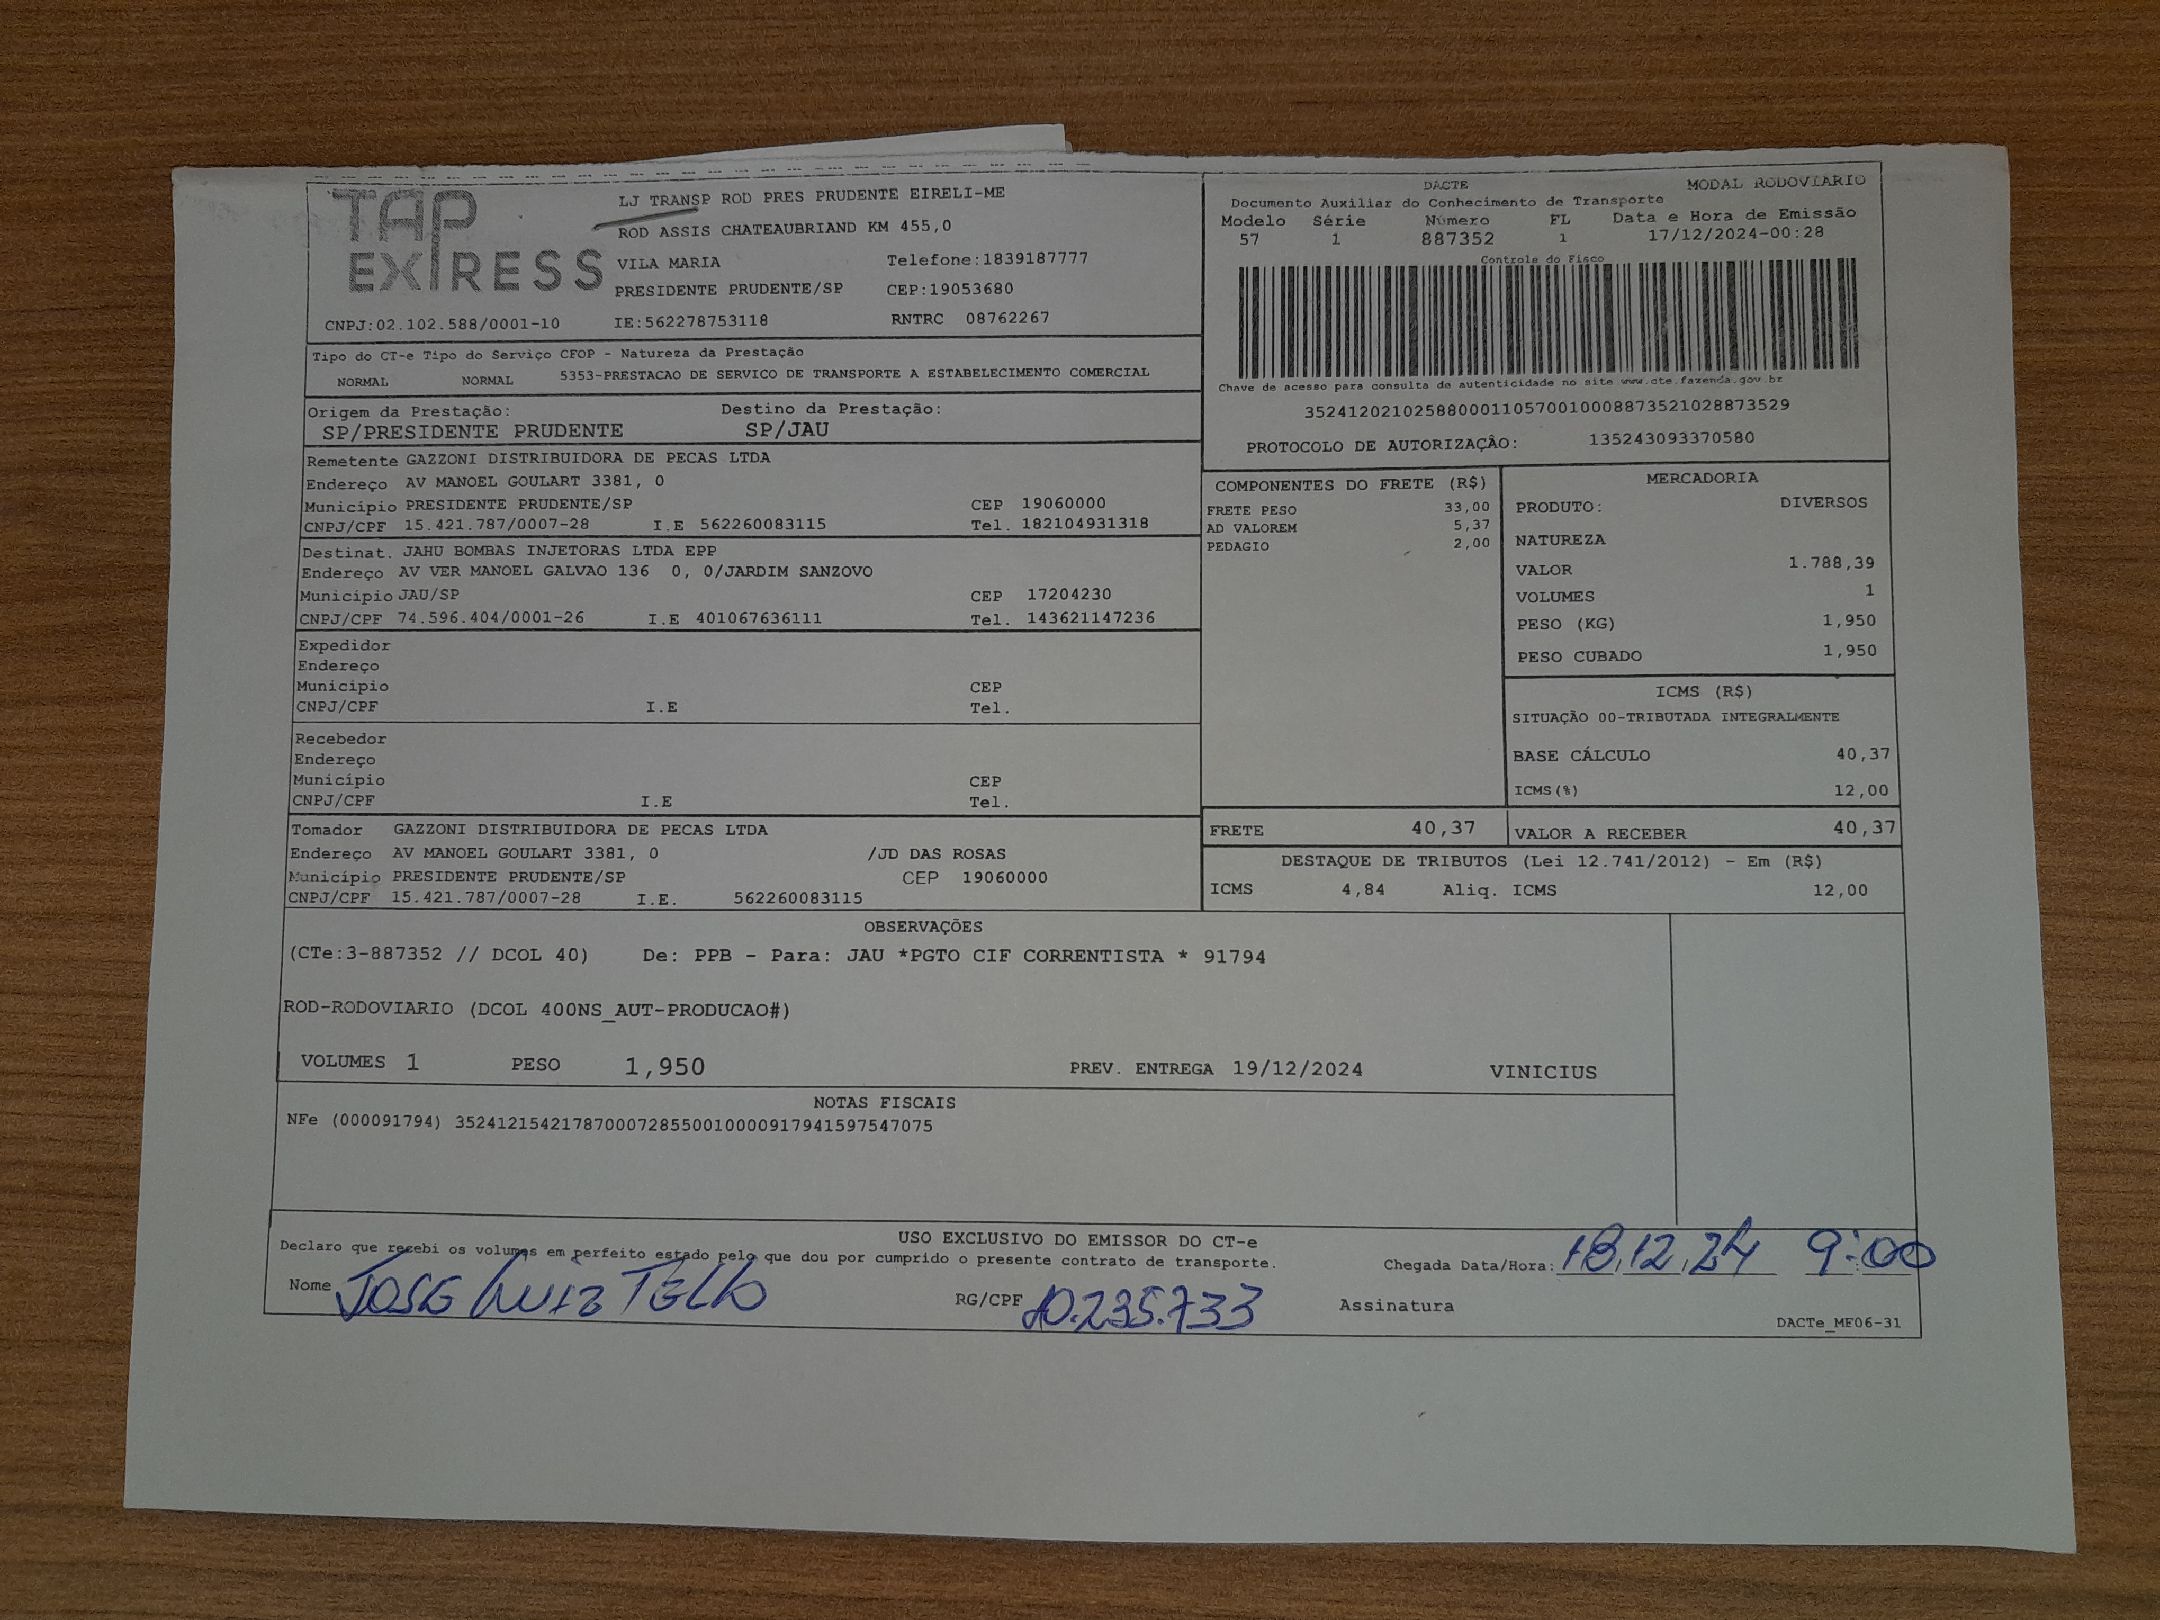 TAP EXPRESS
LJ TRANSP ROD PRES PRUDENTE EIRELI-ME
ROD ASSIS CHATEAUBRIAND KM 455,0
VILA MARIA Telefone:1839187777
PRESIDENTE PRUDENTE/SP CEP:19053680
CNPJ:02.102.588/0001-10 IE:562278753118 RNTRC 08762267
DACTE MODAL RODOVIARIO
Documento Auxiliar do Conhecimento de Transporte
Modelo Série Número FL Data e Hora de Emissão
57 1 887352 1 17/12/2024-00:28
Controle do Fisco
Chave de acesso para consulta de autenticidade no site www.cte.fazenda.gov.br
35241202102588000110570010008873521028873529
PROTOCOLO DE AUTORIZAÇÂO: 135243093370580
Tipo do CT-e Tipo do Serviço CFOP - Natureza da Prestação
NORMAL NORMAL 5353-PRESTACAO DE SERVICO DE TRANSPORTE A ESTABELECIMENTO COMERCIAL
Origem da Prestação: Destino da Prestação:
SP/PRESIDENTE PRUDENTE SP/JAU
Remetente GAZZONI DISTRIBUIDORA DE PECAS LTDA
Endereço AV MANOEL GOULART 3381, 0
Município PRESIDENTE PRUDENTE/SP CEP 19060000
CNPJ/CPF 15.421.787/0007-28 I.E 562260083115 Tel. 182104931318
Destinat. JAHU BOMBAS INJETORAS LTDA EPP
Endereço AV VER MANOEL GALVAO 136 0, 0/JARDIM SANZOVO
Município JAU/SP CEP 17204230
CNPJ/CPF 74.596.404/0001-26 I.E 401067636111 Tel. 143621147236
Expedidor
Endereço
Município CEP
CNPJ/CPF I.E Tel.
Recebedor
Endereço
Município CEP
CNPJ/CPF I.E Tel.
Tomador GAZZONI DISTRIBUIDORA DE PECAS LTDA
Endereço AV MANOEL GOULART 3381, 0 /JD DAS ROSAS
Município PRESIDENTE PRUDENTE/SP CEP 19060000
CNPJ/CPF 15.421.787/0007-28 I.E. 562260083115
COMPONENTES DO FRETE (R$)
FRETE PESO 33,00
AD VALOREM 5,37
PEDAGIO 2,00
MERCADORIA
PRODUTO: DIVERSOS
NATUREZA
VALOR 1.788,39
VOLUMES 1
PESO (KG) 1,950
PESO CUBADO 1,950
ICMS (R$)
SITUAÇÃO 00-TRIBUTADA INTEGRALMENTE
BASE CÁLCULO 40,37
ICMS(%) 12,00
FRETE 40,37 VALOR A RECEBER 40,37
DESTAQUE DE TRIBUTOS (Lei 12.741/2012) - Em (R$)
ICMS 4,84 Aliq. ICMS 12,00
OBSERVAÇÕES
(CTe:3-887352 // DCOL 40) De: PPB - Para: JAU *PGTO CIF CORRENTISTA * 91794
ROD-RODOVIARIO (DCOL 400NS_AUT-PRODUCAO#)
VOLUMES 1 PESO 1,950 PREV. ENTREGA 19/12/2024 VINICIUS
NOTAS FISCAIS
NFe (000091794) 35241215421787000728550010000917941597547075
USO EXCLUSIVO DO EMISSOR DO CT-e
Declaro que recebi os volumes em perfeito estado pelo que dou por cumprido o presente contrato de transporte.
Chegada Data/Hora: 18.12.24 9:00
Nome JOSE LUIZ TELLO RG/CPF 10.235.733 Assinatura
DACTe_MF06-31